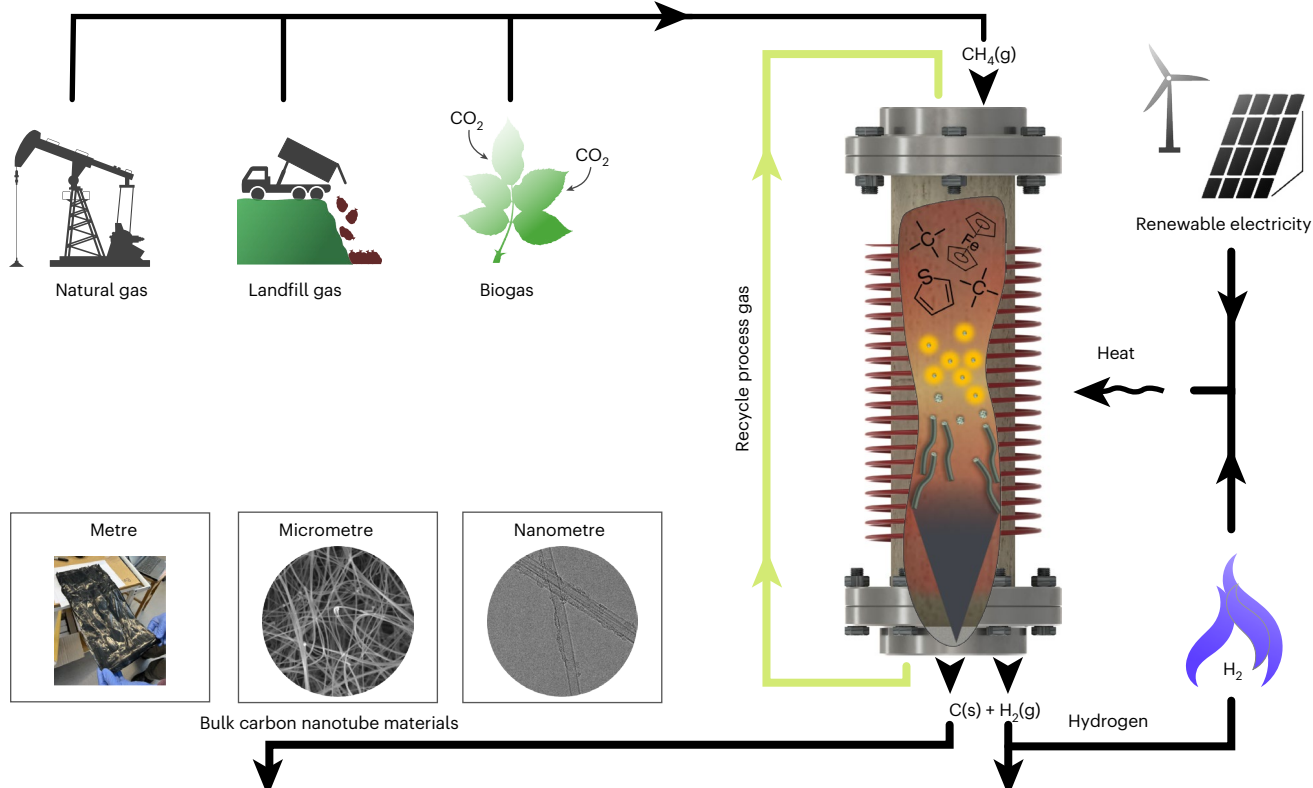 CH₄(g)
CO₂
CO₂
Natural gas
Landfill gas
Biogas
Renewable electricity
Recycle process gas
C
Fe
S
C
Heat
Metre
Micrometre
Nanometre
H₂
Bulk carbon nanotube materials
C(s) + H₂(g)
Hydrogen